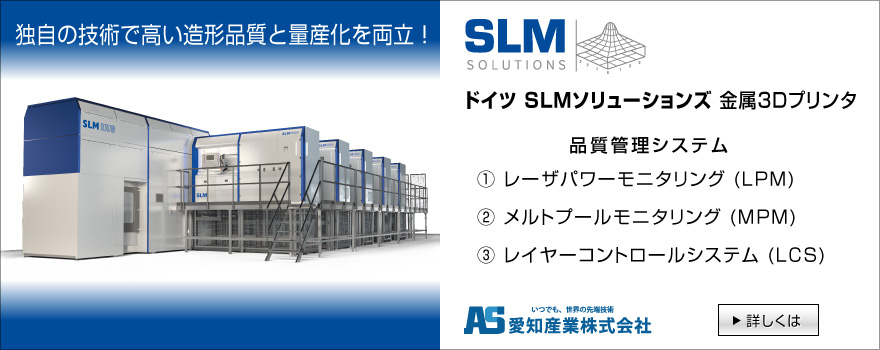 独自の技術で高い造形品質と量産化を両立！
SLM
SLM
SLM
SLM
SOLUTIONS
ドイツ SLMソリューションズ 金属3Dプリンタ
品質管理システム
① レーザパワーモニタリング (LPM)
② メルトプールモニタリング (MPM)
③ レイヤーコントロールシステム (LCS)
AS
いつでも、世界の先端技術
愛知産業株式会社
▶ 詳しくは